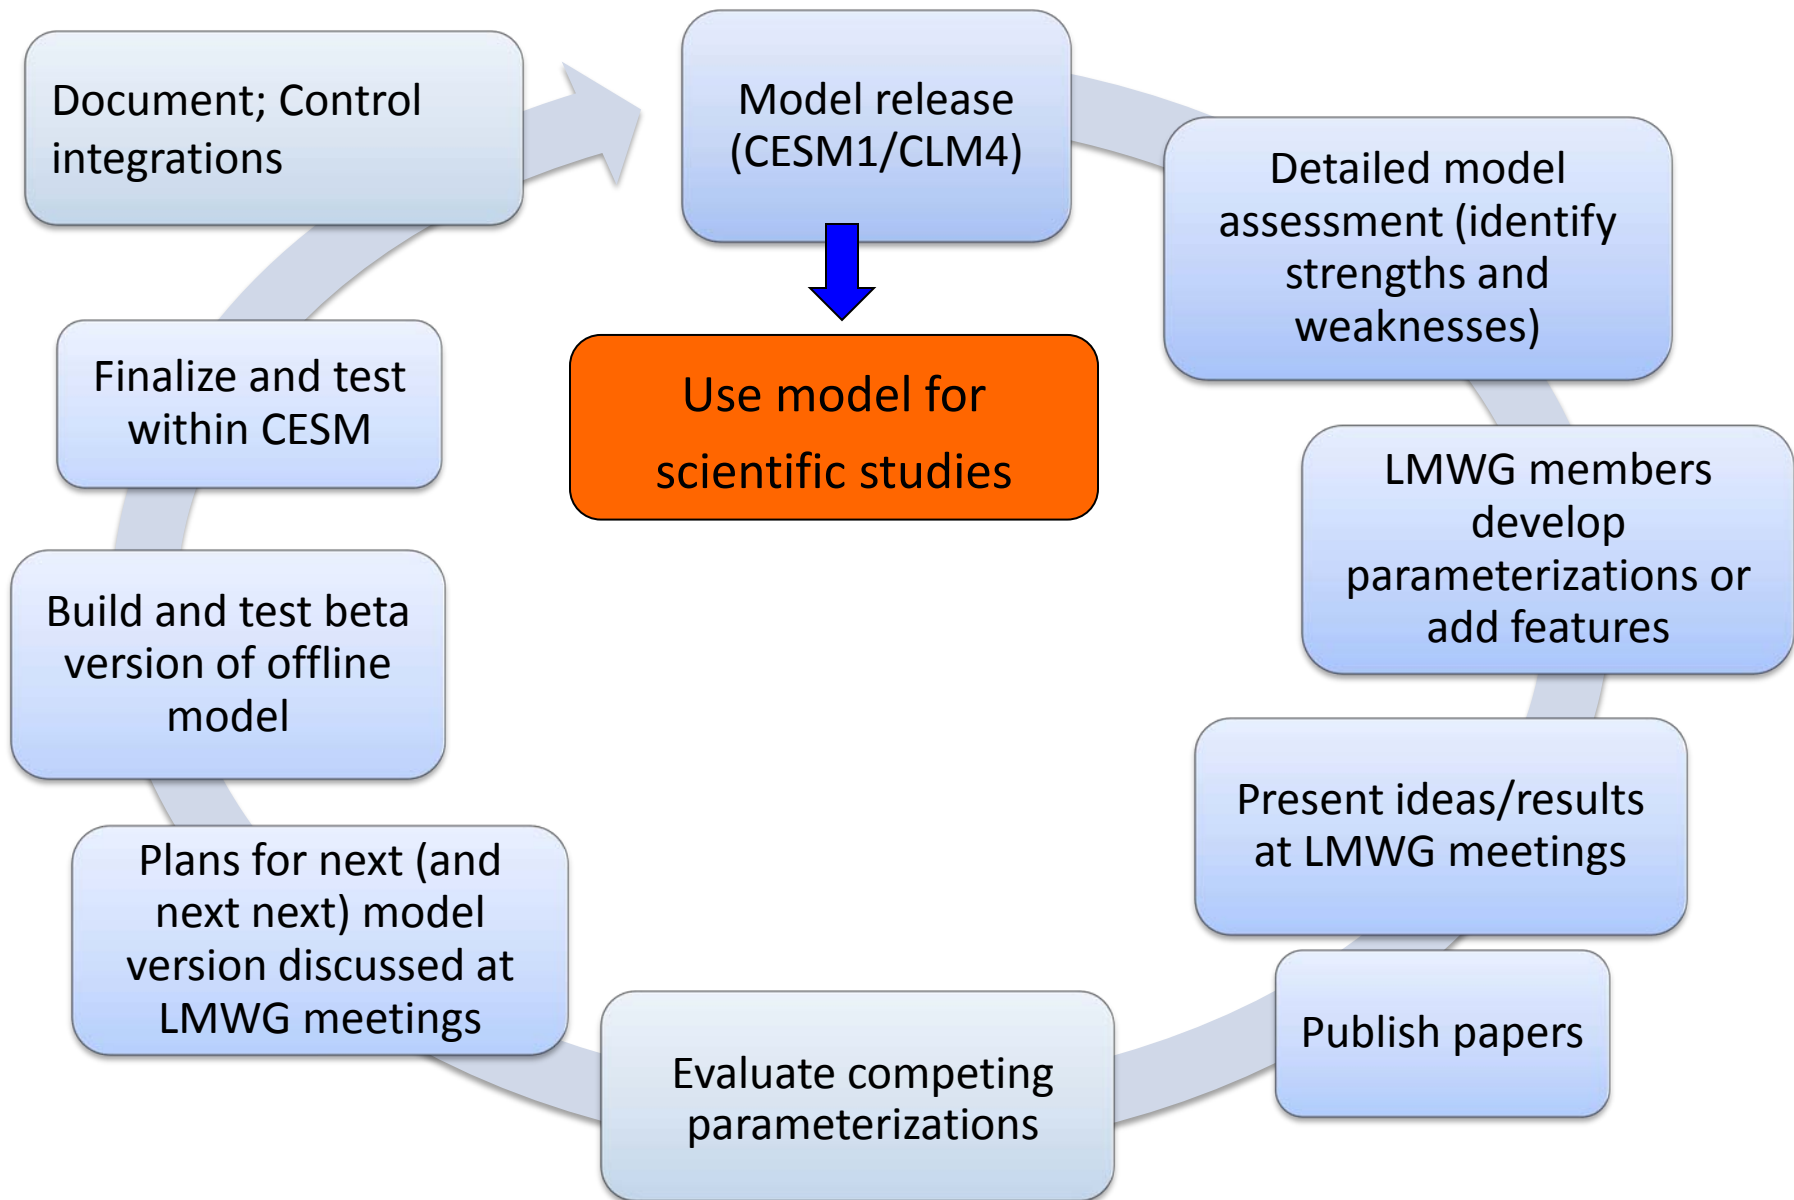 Document; Control
integrations
Model release
(CESM1/CLM4)
Detailed model
assessment (identify
strengths and
weaknesses)
LMWG members
develop
parameterizations or
add features
Present ideas/results
at LMWG meetings
Publish papers
Evaluate competing
parameterizations
Plans for next (and
next next) model
version discussed at
LMWG meetings
Build and test beta
version of offline
model
Finalize and test
within CESM
Use model for
scientific studies